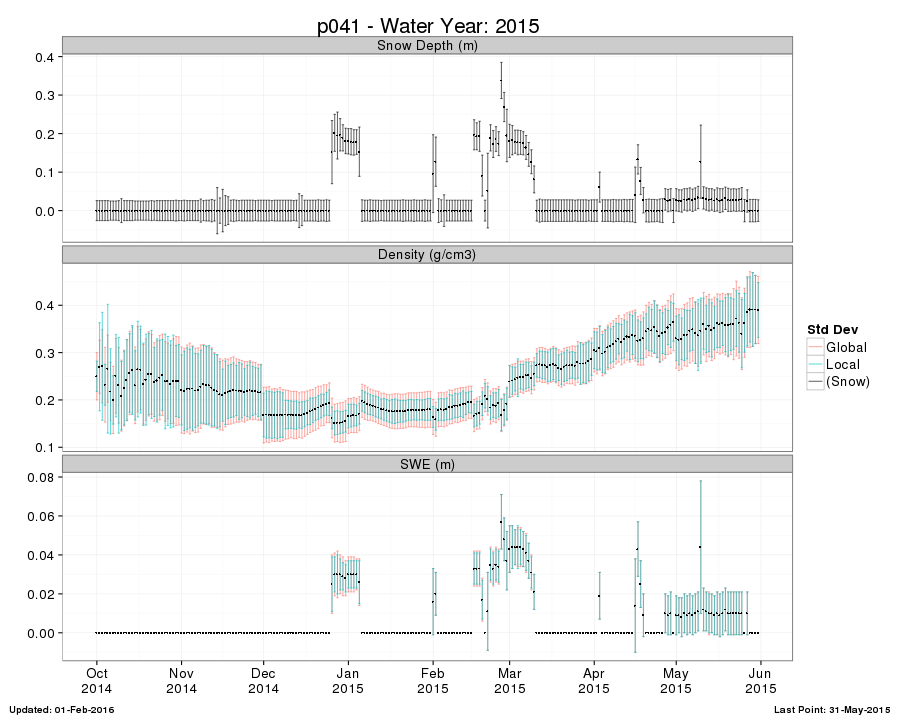 p041 - Water Year: 2015
Snow Depth (m)
0.4
0.3
0.2
0.1
0.0
Density (g/cm3)
0.4
0.3
0.2
0.1
SWE (m)
0.08
0.06
0.04
0.02
0.00
Oct Nov Dec Jan Feb Mar Apr May Jun
2014 2014 2014 2015 2015 2015 2015 2015 2015
Std Dev
Global
Local
(Snow)
Updated: 01-Feb-2016
Last Point: 31-May-2015